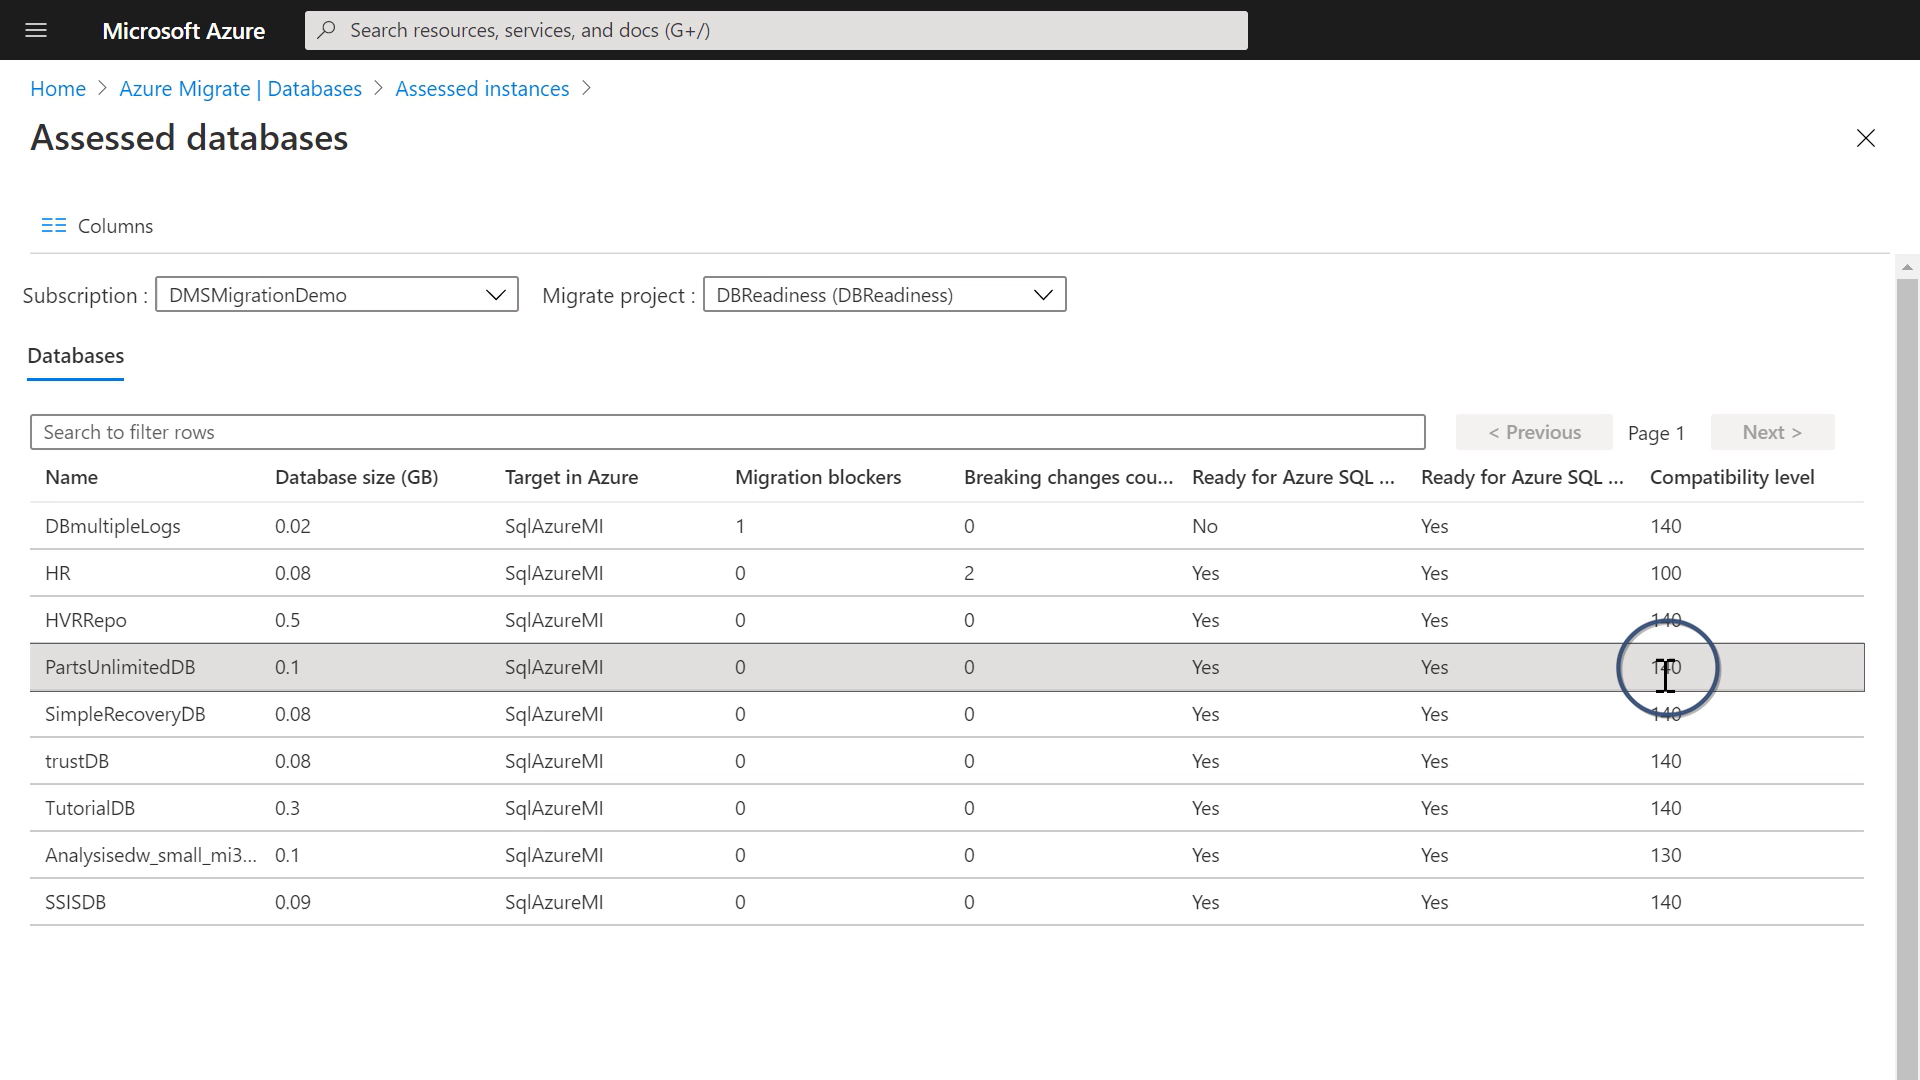 Microsoft Azure
Search resources, services, and docs (G+/)
Home > Azure Migrate | Databases > Assessed instances >
Assessed databases
Columns
Subscription : DMSMigrationDemo Migrate project : DBReadiness (DBReadiness)
Databases
Search to filter rows < Previous Page 1 Next >
Name Database size (GB) Target in Azure Migration blockers Breaking changes cou... Ready for Azure SQL ... Ready for Azure SQL ... Compatibility level
DBmultipleLogs 0.02 SqlAzureMI 1 0 No Yes 140
HR 0.08 SqlAzureMI 0 2 Yes Yes 100
HVRRepo 0.5 SqlAzureMI 0 0 Yes Yes 140
PartsUnlimitedDB 0.1 SqlAzureMI 0 0 Yes Yes 140
SimpleRecoveryDB 0.08 SqlAzureMI 0 0 Yes Yes 140
trustDB 0.08 SqlAzureMI 0 0 Yes Yes 140
TutorialDB 0.3 SqlAzureMI 0 0 Yes Yes 140
Analysisedw_small_mi3... 0.1 SqlAzureMI 0 0 Yes Yes 130
SSISDB 0.09 SqlAzureMI 0 0 Yes Yes 140